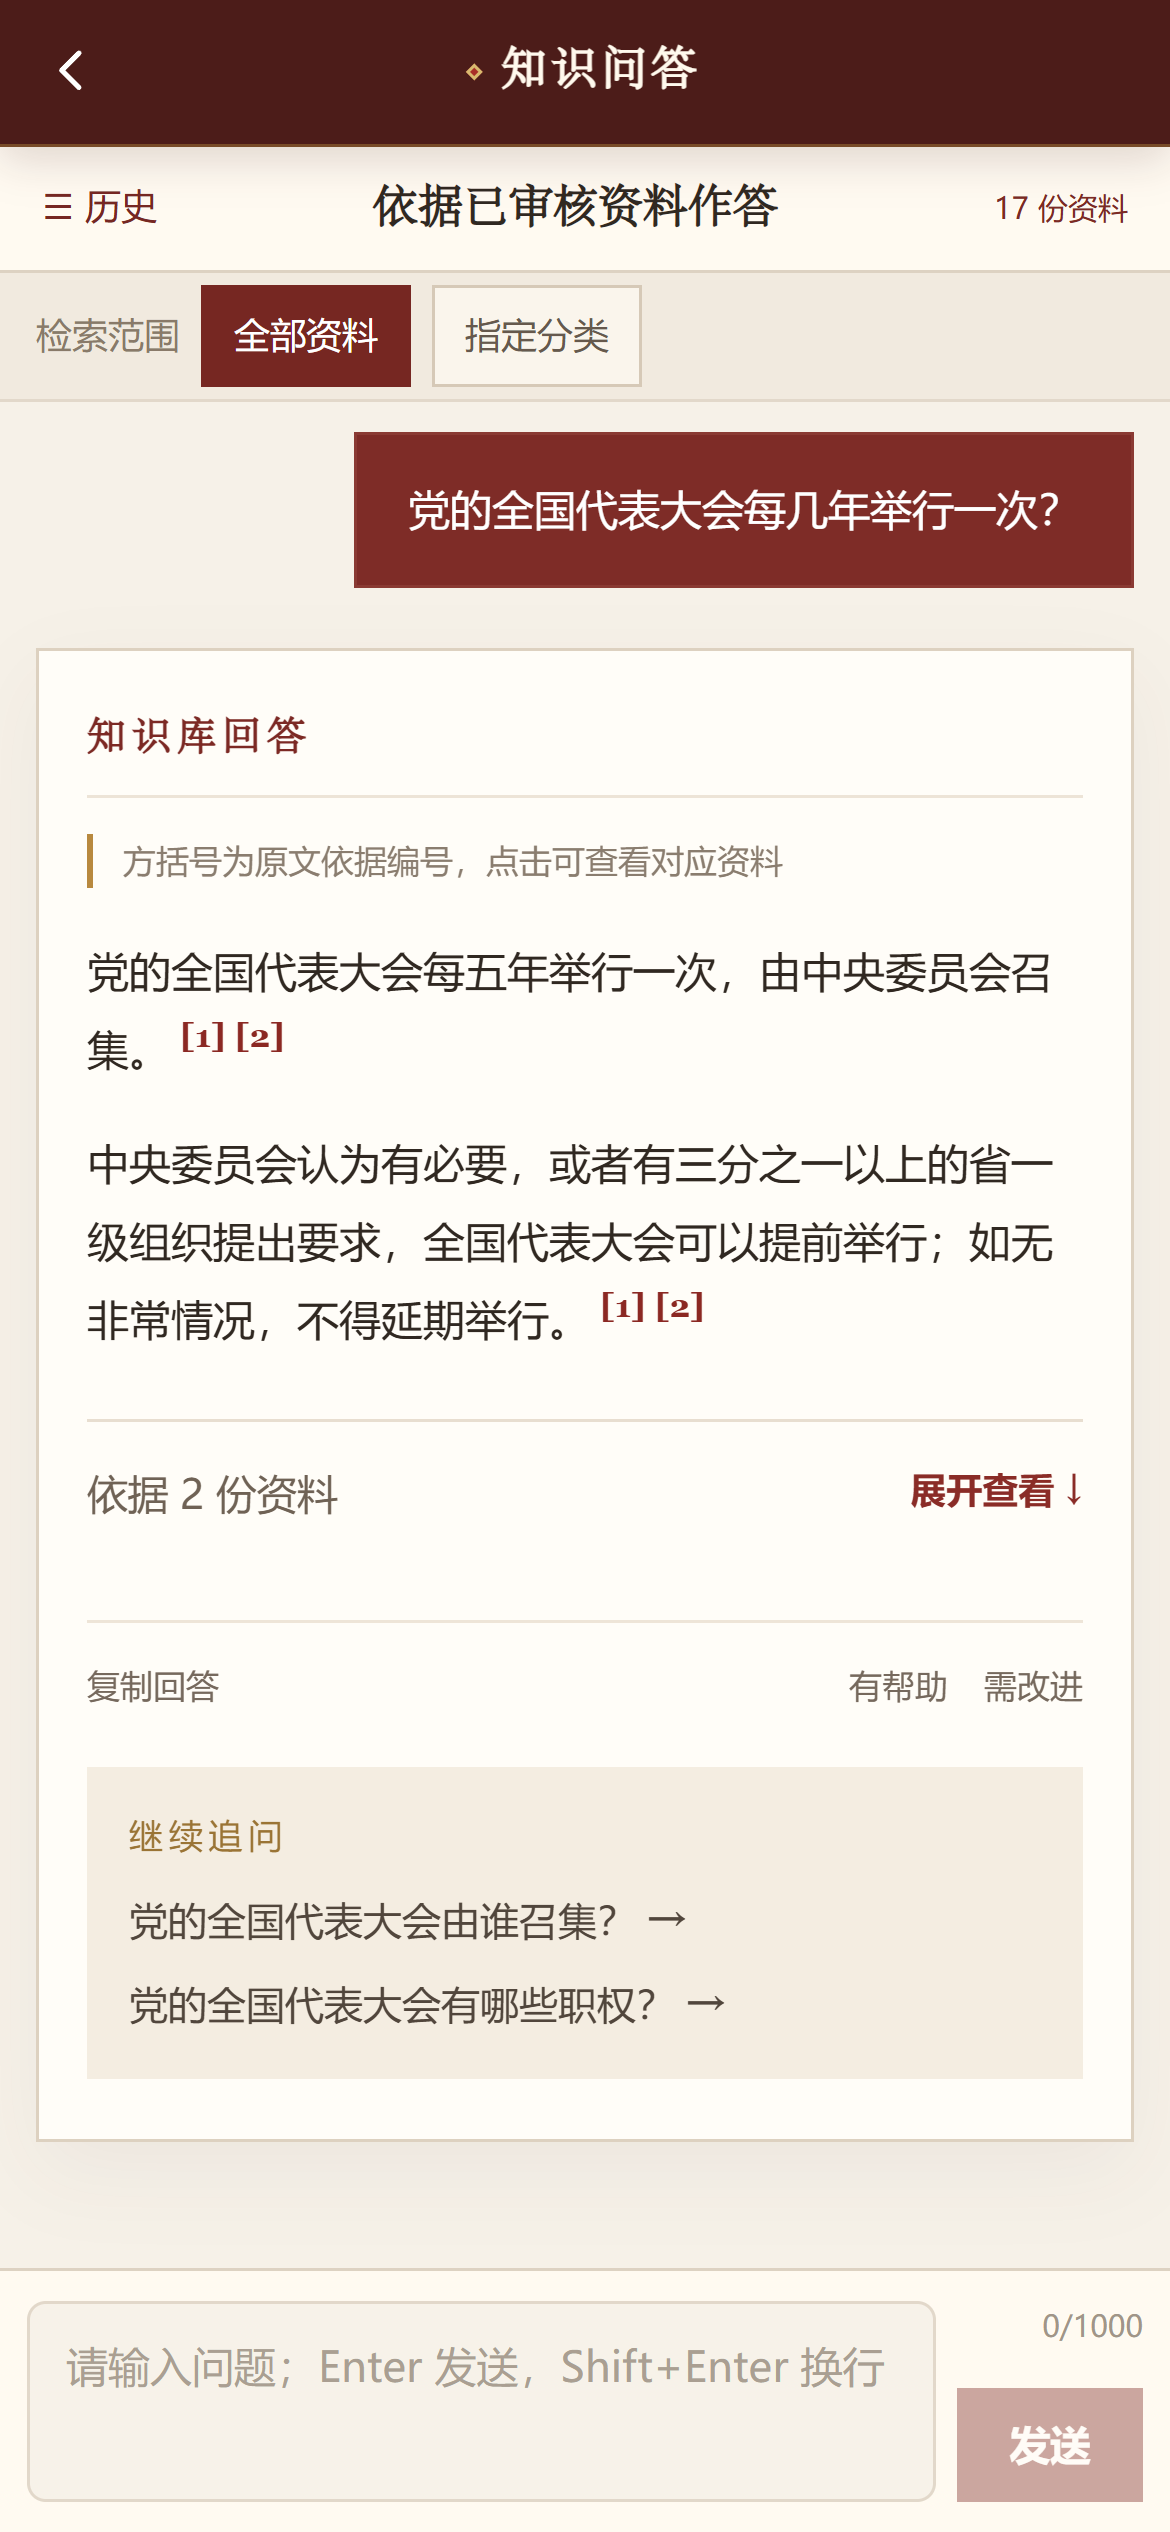 知识问答
☰ 历史
依据已审核资料作答
17 份资料
检索范围
全部资料
指定分类
党的全国代表大会每几年举行一次？
知识库回答
方括号为原文依据编号，点击可查看对应资料
党的全国代表大会每五年举行一次，由中央委员会召
集。 [1] [2]
中央委员会认为有必要，或者有三分之一以上的省一
级组织提出要求，全国代表大会可以提前举行；如无
非常情况，不得延期举行。 [1] [2]
依据 2 份资料
展开查看 ↓
复制回答
有帮助
需改进
继续追问
党的全国代表大会由谁召集？ →
党的全国代表大会有哪些职权？ →
请输入问题；Enter 发送，Shift+Enter 换行
0/1000
发送